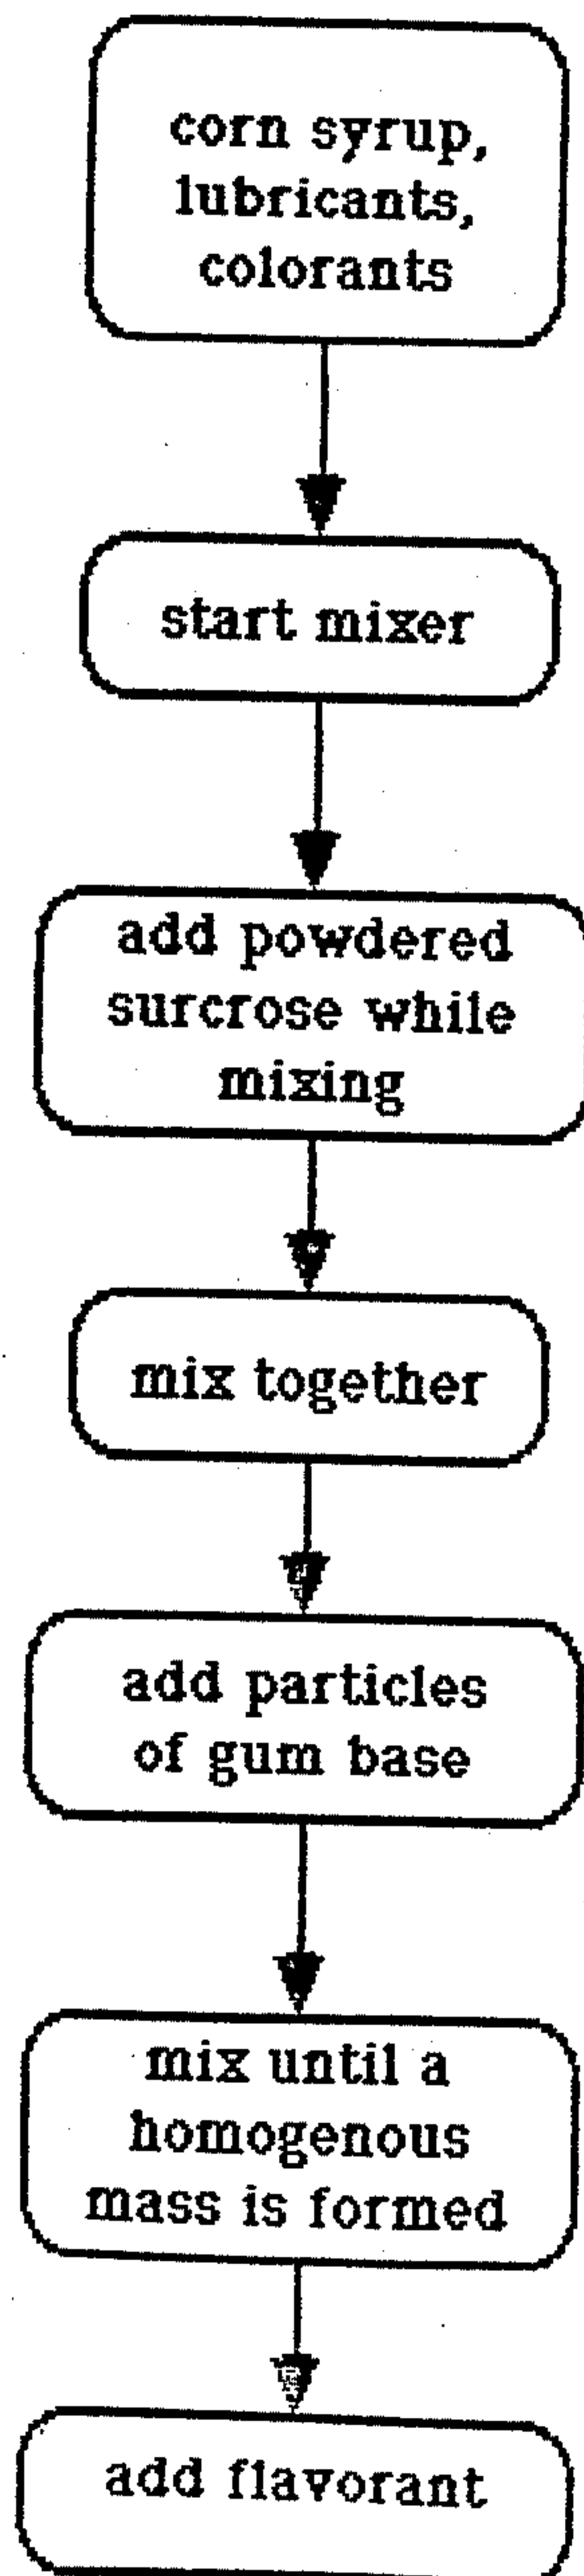 corn syrup,
lubricants,
colorants
start mixer
add powdered
surcrose while
mixing
mix together
add particles
of gum base
mix until a
homogenous
mass is formed
add flavorant